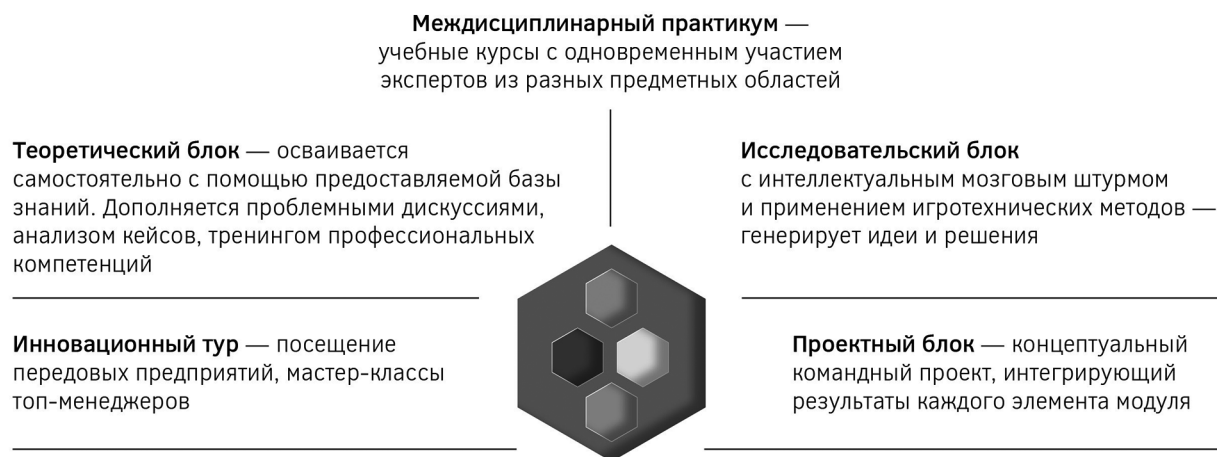 Междисциплинарный практикум —
учебные курсы с одновременным участием
экспертов из разных предметных областей
Теоретический блок — осваивается
самостоятельно с помощью предоставляемой базы
знаний. Дополняется проблемными дискуссиями,
анализом кейсов, тренингом профессиональных
компетенций
Исследовательский блок
с интеллектуальным мозговым штурмом
и применением игротехнических методов —
генерирует идеи и решения
Инновационный тур — посещение
передовых предприятий, мастер-классы
топ-менеджеров
Проектный блок — концептуальный
командный проект, интегрирующий
результаты каждого элемента модуля